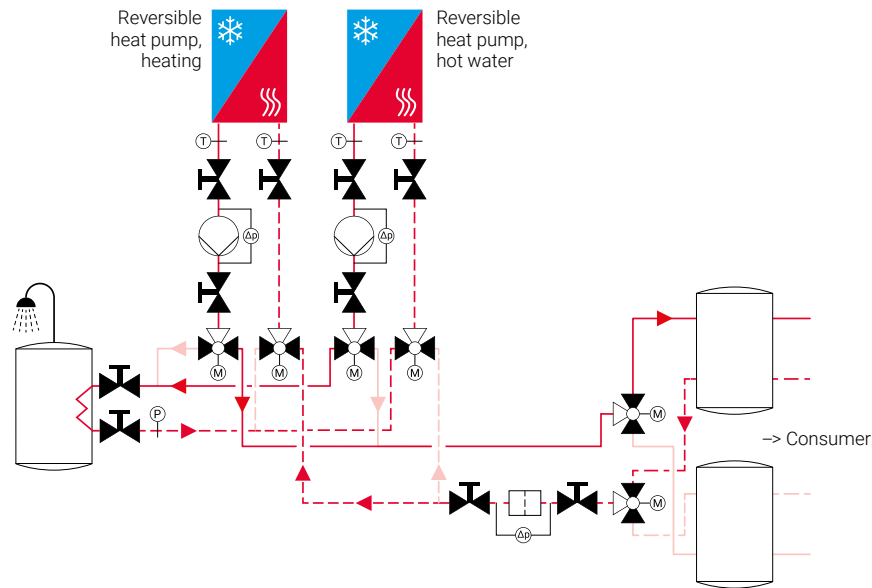 Reversible
heat pump,
heating
Reversible
heat pump,
hot water
T
T
T
T
Δp
Δp
M
M
M
M
P
M
–> Consumer
M
Δp